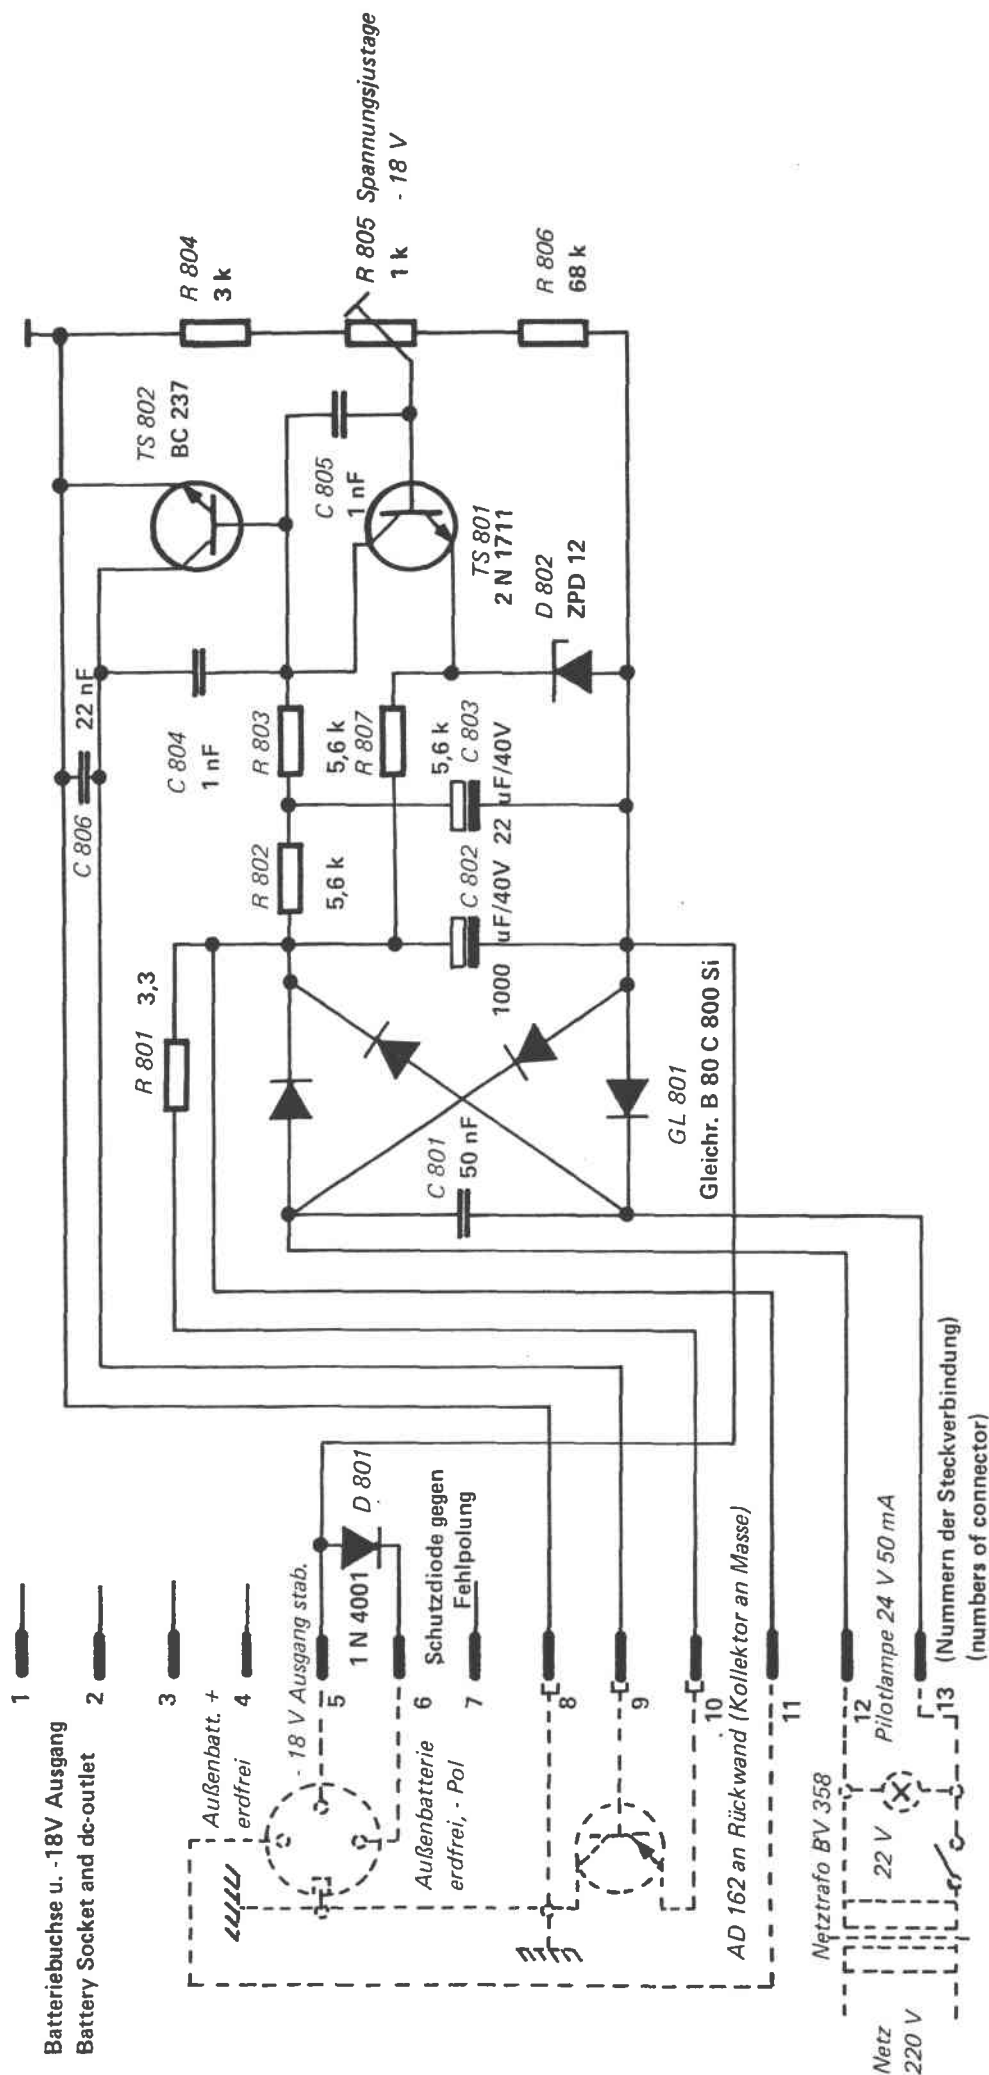 Batteriebuchse u. -18V Ausgang
Battery Socket and dc-outlet
1
2
3
4
5
6
7
8
9
10
11
12
13
Außenbatt. +
erdfrei
- 18 V Ausgang stab.
1 N 4001
D 801
Außenbatterie
erdfrei, - Pol
Schutzdiode gegen
Fehlpolung
AD 162 an Rückwand (Kollektor an Masse)
Netztrafo BV 358
22 V
Pilotlampe 24 V 50 mA
Netz
220 V
(Nummern der Steckverbindung)
(numbers of connector)
C 806
22 nF
R 801
3,3
C 804
1 nF
R 802
5,6 k
R 803
5,6 k
R 807
5,6 k
C 801
50 nF
C 802
1000 uF/40V
C 803
22 uF/40V
GL 801
Gleichr. B 80 C 800 Si
TS 802
BC 237
C 805
1 nF
TS 801
2 N 1711
D 802
ZPD 12
R 804
3 k
R 805 Spannungsjustage
1 k - 18 V
R 806
68 k